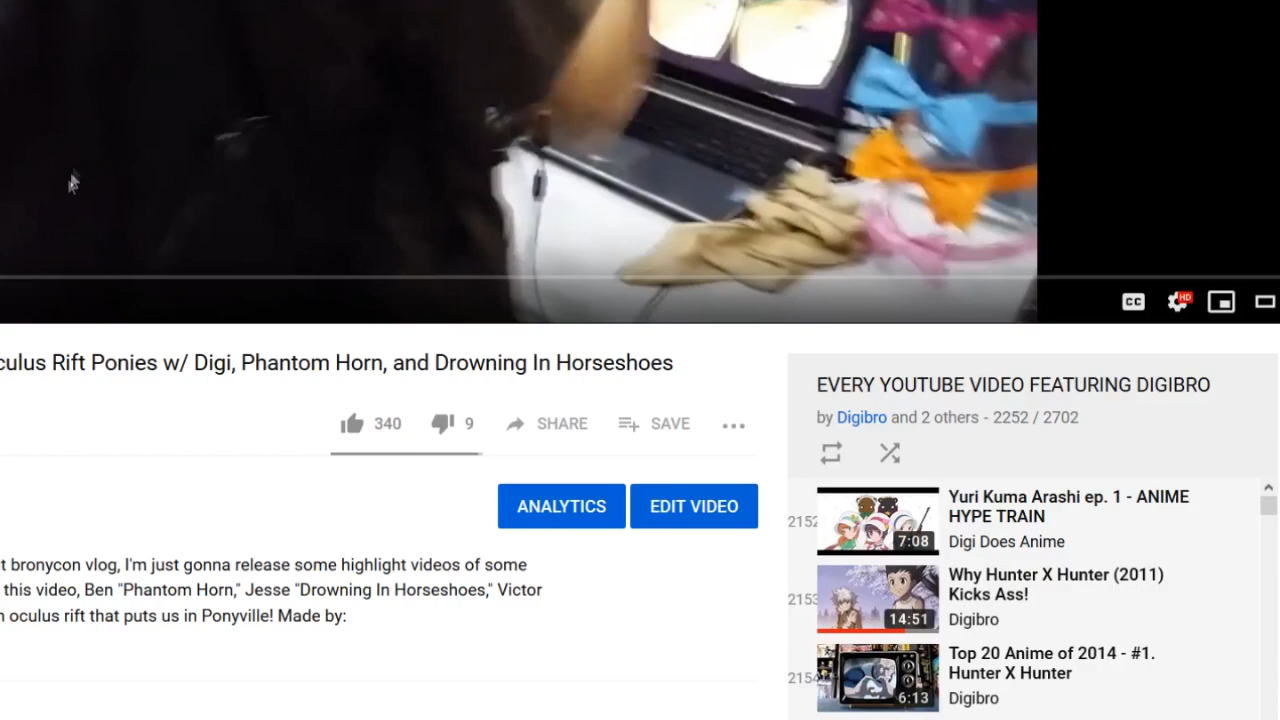 CC
HD
culus Rift Ponies w/ Digi, Phantom Horn, and Drowning In Horseshoes
340
9
SHARE
SAVE
ANALYTICS
EDIT VIDEO
t bronycon vlog, I'm just gonna release some highlight videos of some
this video, Ben "Phantom Horn," Jesse "Drowning In Horseshoes," Victor
n oculus rift that puts us in Ponyville! Made by:
EVERY YOUTUBE VIDEO FEATURING DIGIBRO
by Digibro and 2 others - 2252 / 2702
2152
7:08
Yuri Kuma Arashi ep. 1 - ANIME
HYPE TRAIN
Digi Does Anime
2153
14:51
Why Hunter X Hunter (2011)
Kicks Ass!
Digibro
2154
6:13
Top 20 Anime of 2014 - #1.
Hunter X Hunter
Digibro